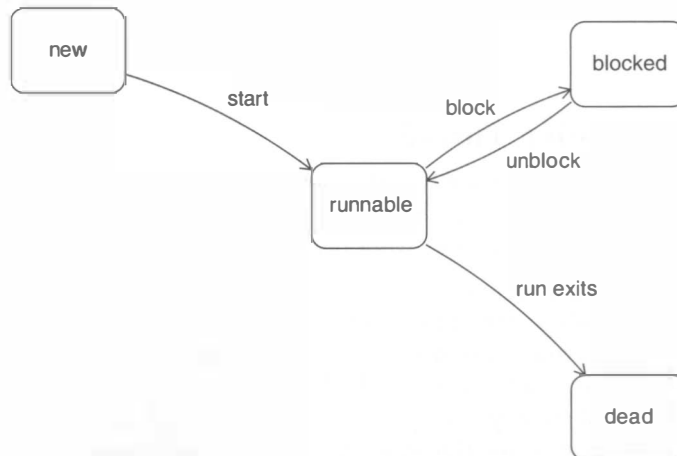 new
blocked
start
block
unblock
runnable
run exits
dead